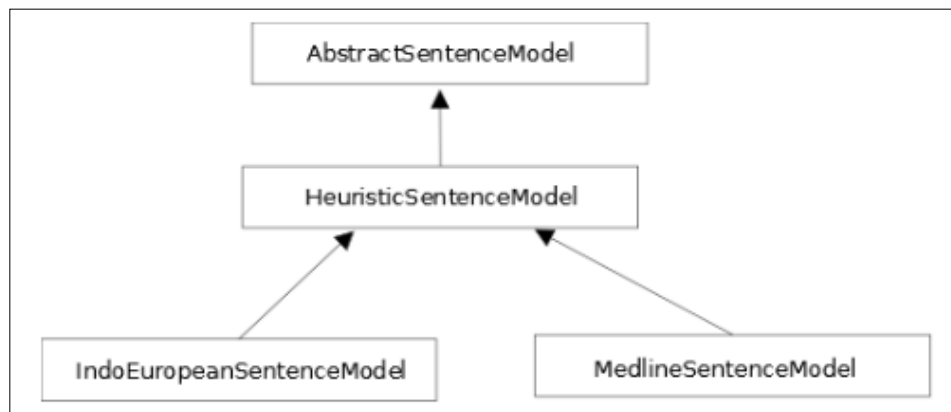 AbstractSentenceModel
HeuristicSentenceModel
IndoEuropeanSentenceModel
MedlineSentenceModel